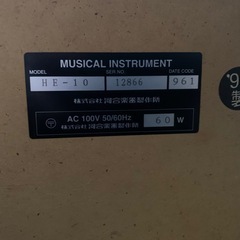 MUSICAL INSTRUMENT
MODEL SER.NO. DATE CODE
HE-10 12866 961
株式会社 河合楽器製作所
AC 100V 50/60Hz 60 W
株式会社 河合楽器製作所
'9
製